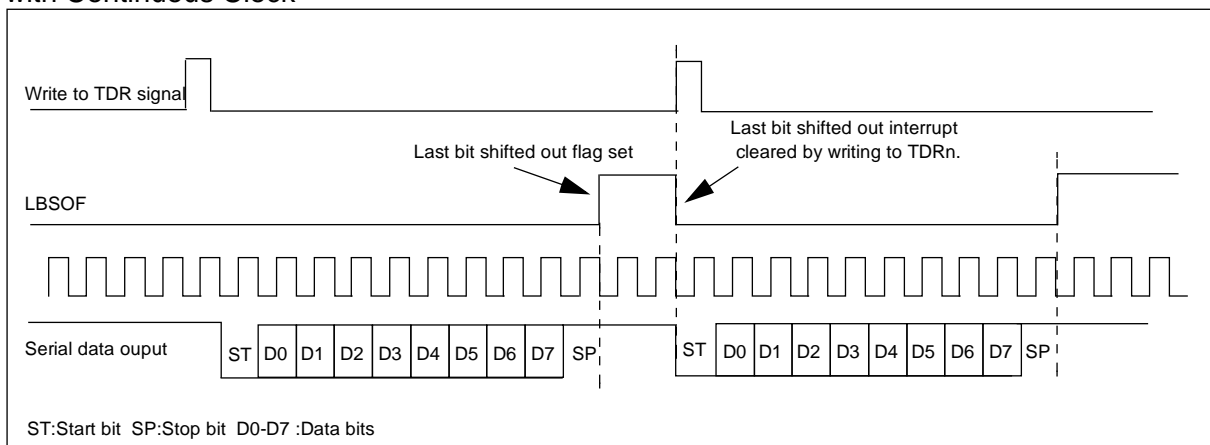 with Continuous Clock
Write to TDR signal
Last bit shifted out flag set
Last bit shifted out interrupt
cleared by writing to TDRn.
LBSOF
Serial data ouput
ST D0 D1 D2 D3 D4 D5 D6 D7 SP
ST D0 D1 D2 D3 D4 D5 D6 D7 SP
ST:Start bit SP:Stop bit D0-D7 :Data bits